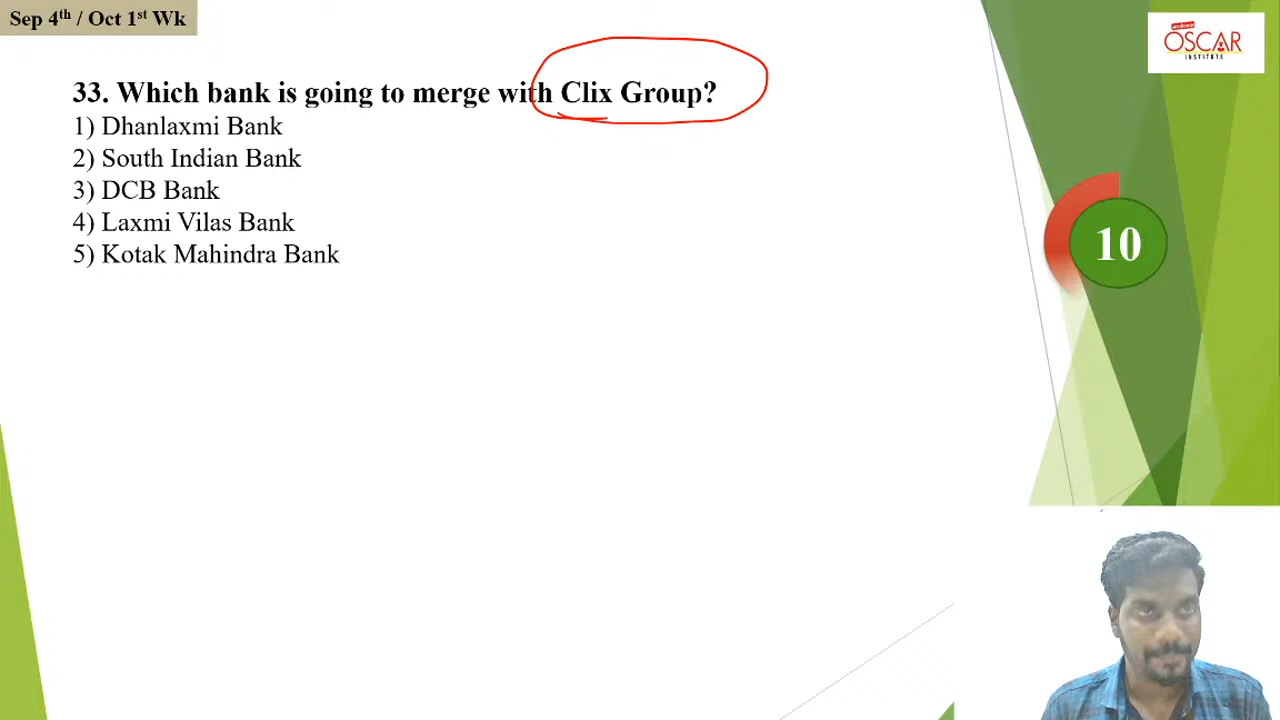 Sep 4th / Oct 1st Wk
OSCAR
INSTITUTE
33. Which bank is going to merge with Clix Group?
1) Dhanlaxmi Bank
2) South Indian Bank
3) DCB Bank
4) Laxmi Vilas Bank
5) Kotak Mahindra Bank
10